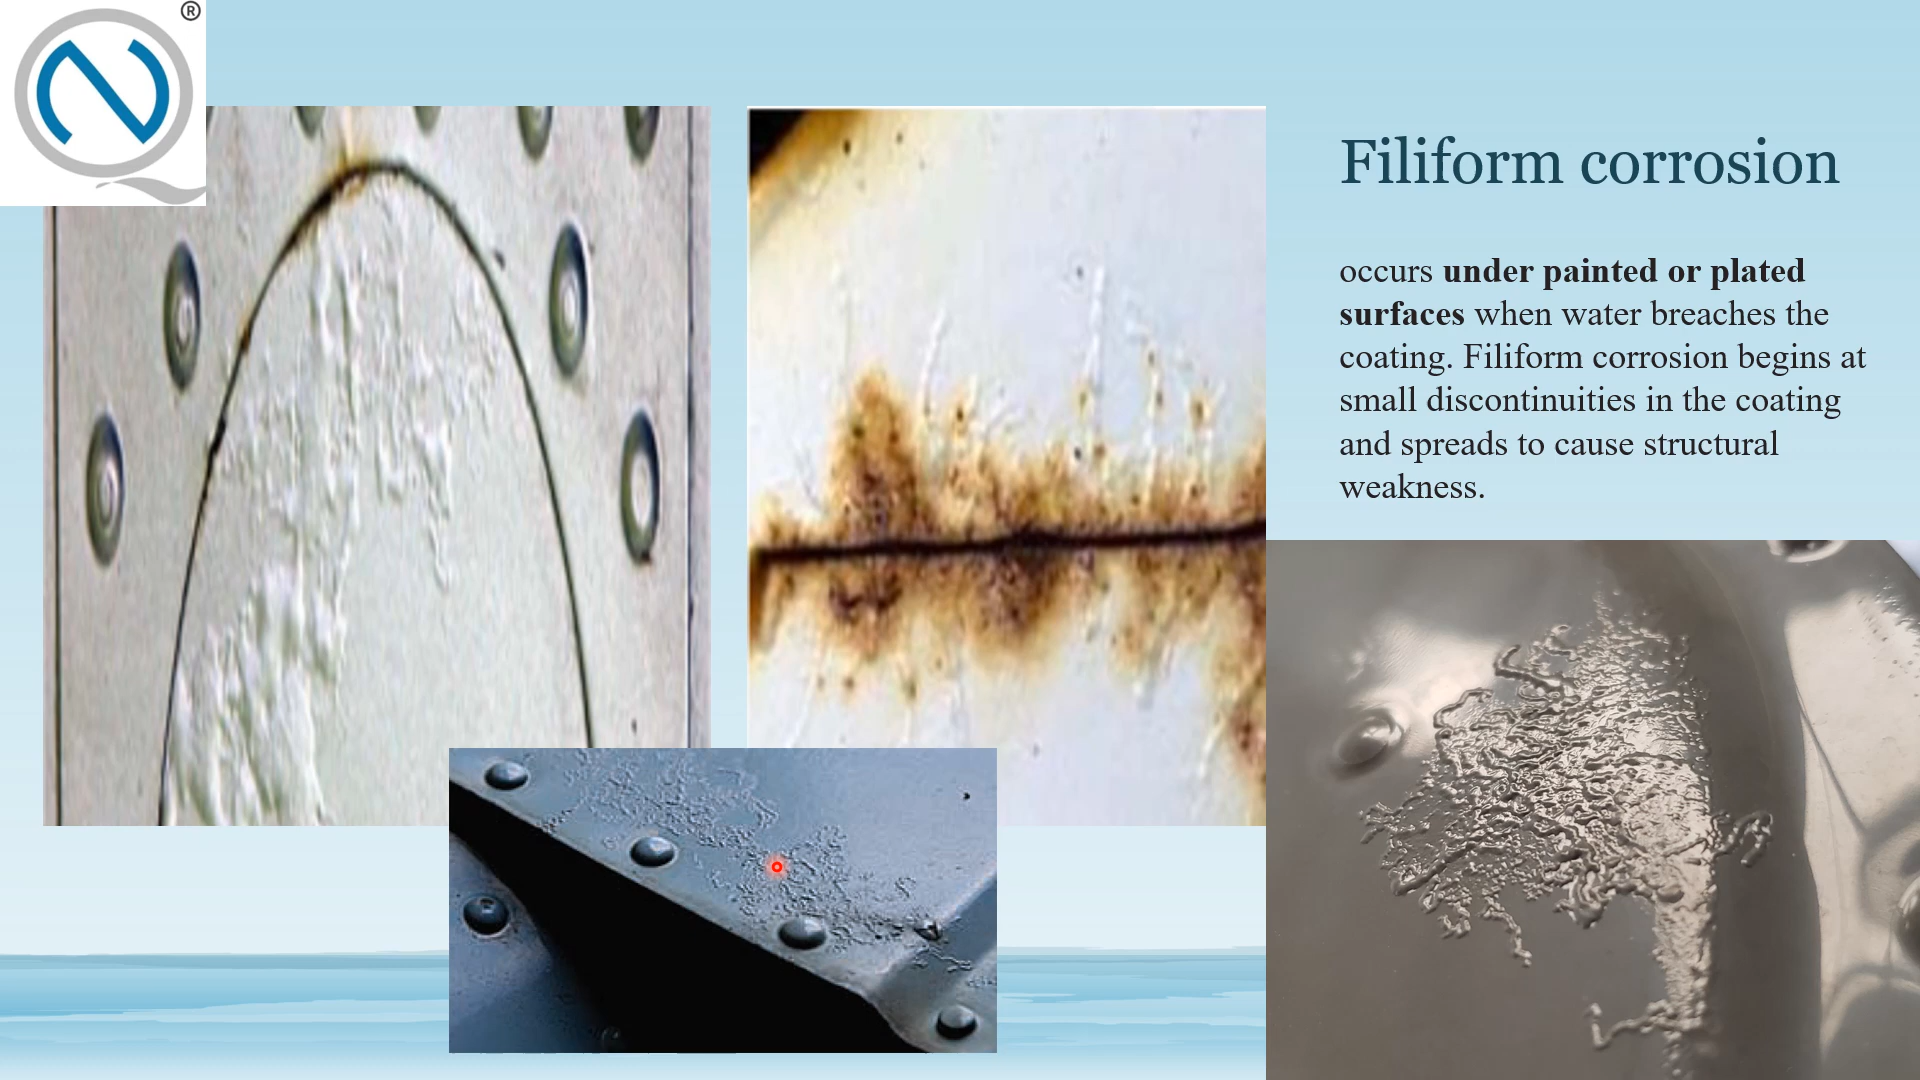 ®
Filiform corrosion
occurs under painted or plated
surfaces when water breaches the
coating. Filiform corrosion begins at
small discontinuities in the coating
and spreads to cause structural
weakness.